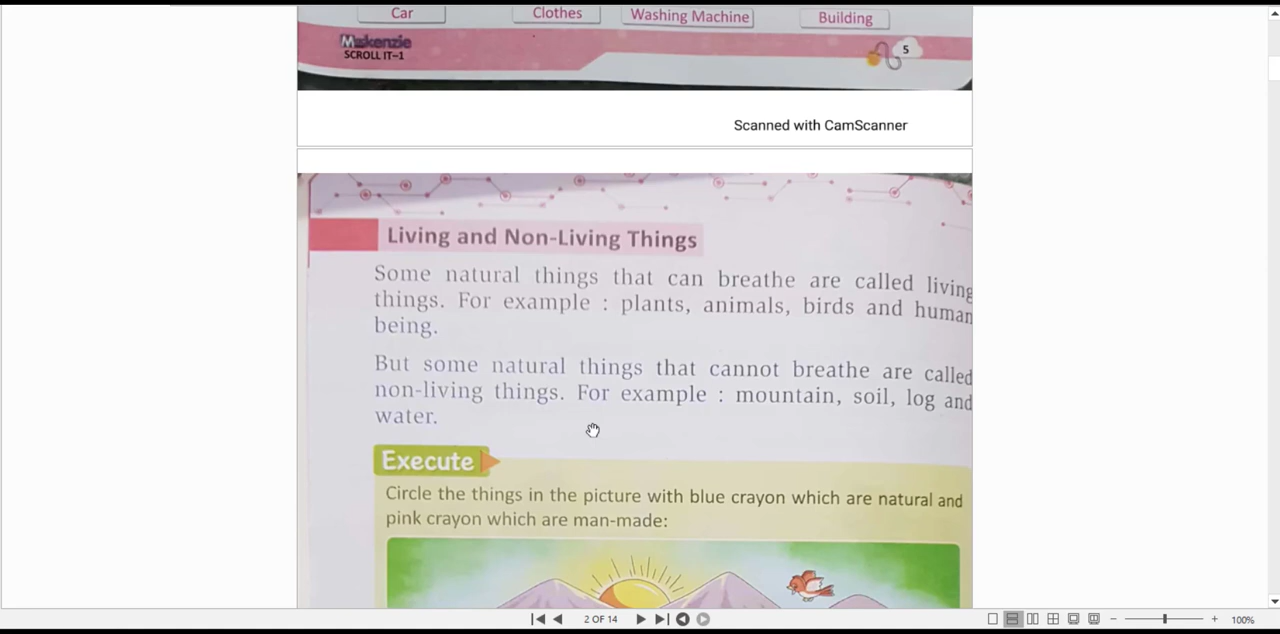 Car
Clothes
Washing Machine
Building
Makenzie
SCROLL IT–1
5
Scanned with CamScanner
Living and Non-Living Things
Some natural things that can breathe are called living
things. For example : plants, animals, birds and human
being.
But some natural things that cannot breathe are called
non-living things. For example : mountain, soil, log and
water.
Execute
Circle the things in the picture with blue crayon which are natural and
pink crayon which are man-made:
2 OF 14
100%